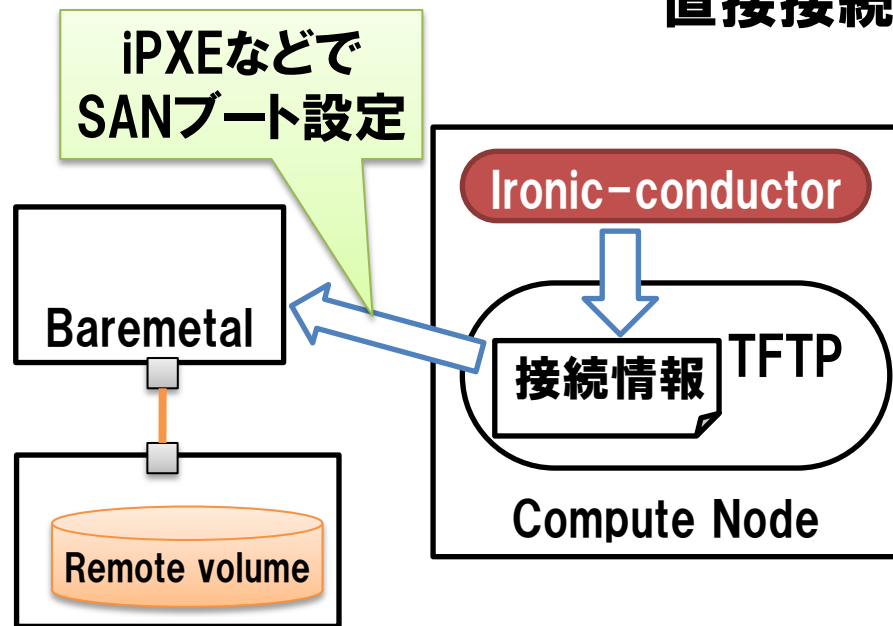 直接接続
iPXEなどで
SANブート設定
Ironic-conductor
Baremetal
接続情報
TFTP
Compute Node
Remote volume